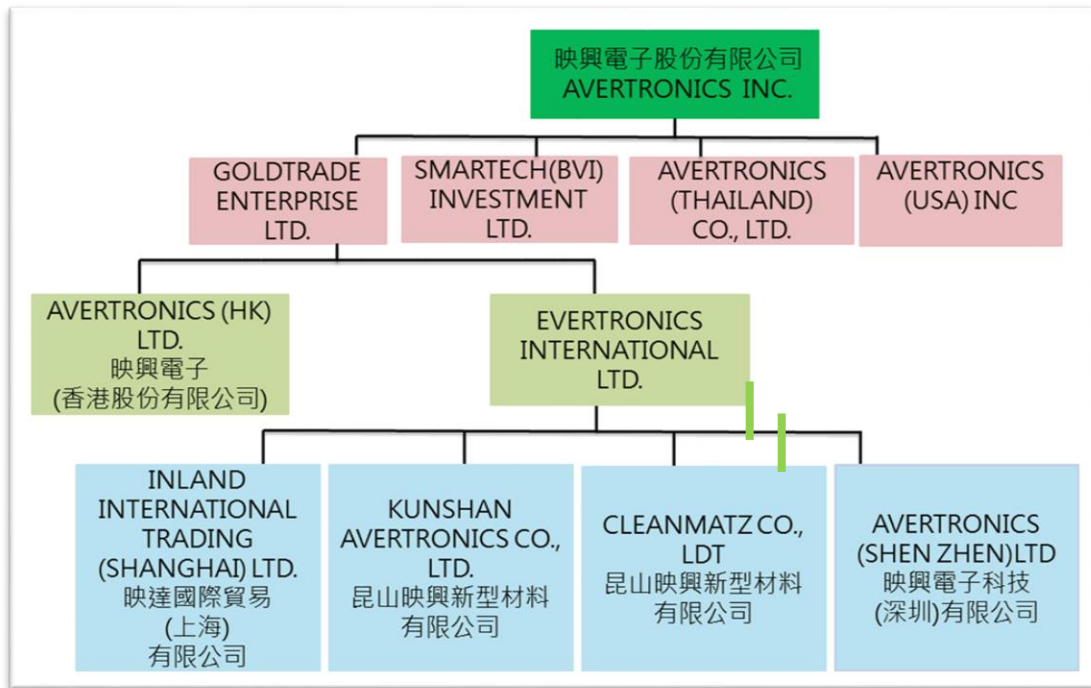 映興電子股份有限公司
AVERTRONICS INC.
GOLDTRADE
ENTERPRISE
LTD.
SMARTECH(BVI)
INVESTMENT
LTD.
AVERTRONICS
(THAILAND)
CO., LTD.
AVERTRONICS
(USA) INC
AVERTRONICS (HK)
LTD.
映興電子
(香港股份有限公司)
EVERTRONICS
INTERNATIONAL
LTD.
INLAND
INTERNATIONAL
TRADING
(SHANGHAI) LTD.
映達國際貿易
(上海)
有限公司
KUNSHAN
AVERTRONICS CO.,
LTD.
昆山映興新型材料
有限公司
CLEANMATZ CO.,
LDT
昆山映興新型材料
有限公司
AVERTRONICS
(SHEN ZHEN)LTD
映興電子科技
(深圳)有限公司